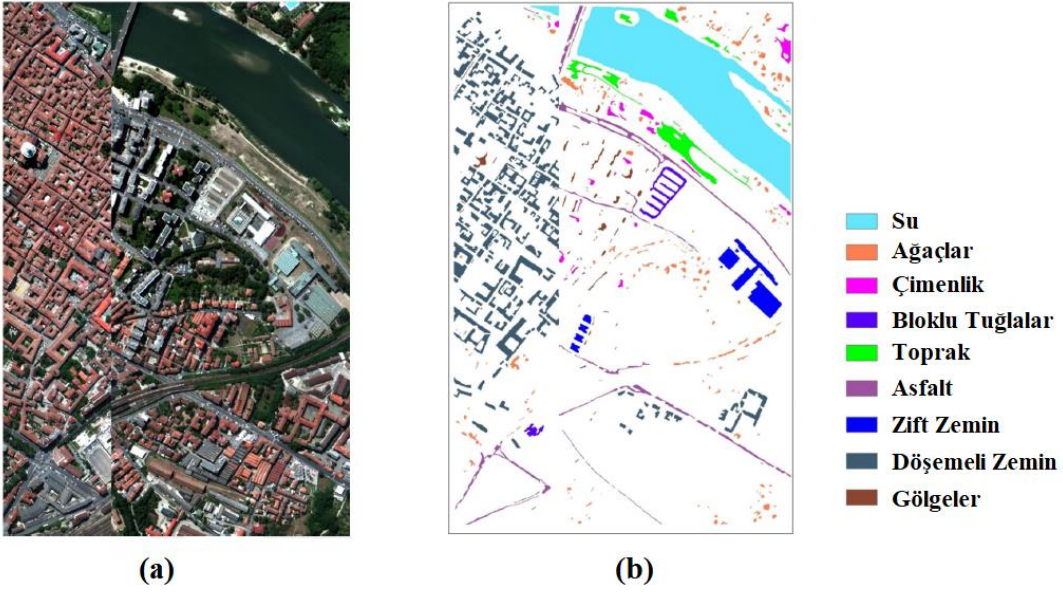 Su
Ağaçlar
Çimenlik
Bloklu Tuğlalar
Toprak
Asfalt
Zift Zemin
Döşemeli Zemin
Gölgeler
(a)
(b)